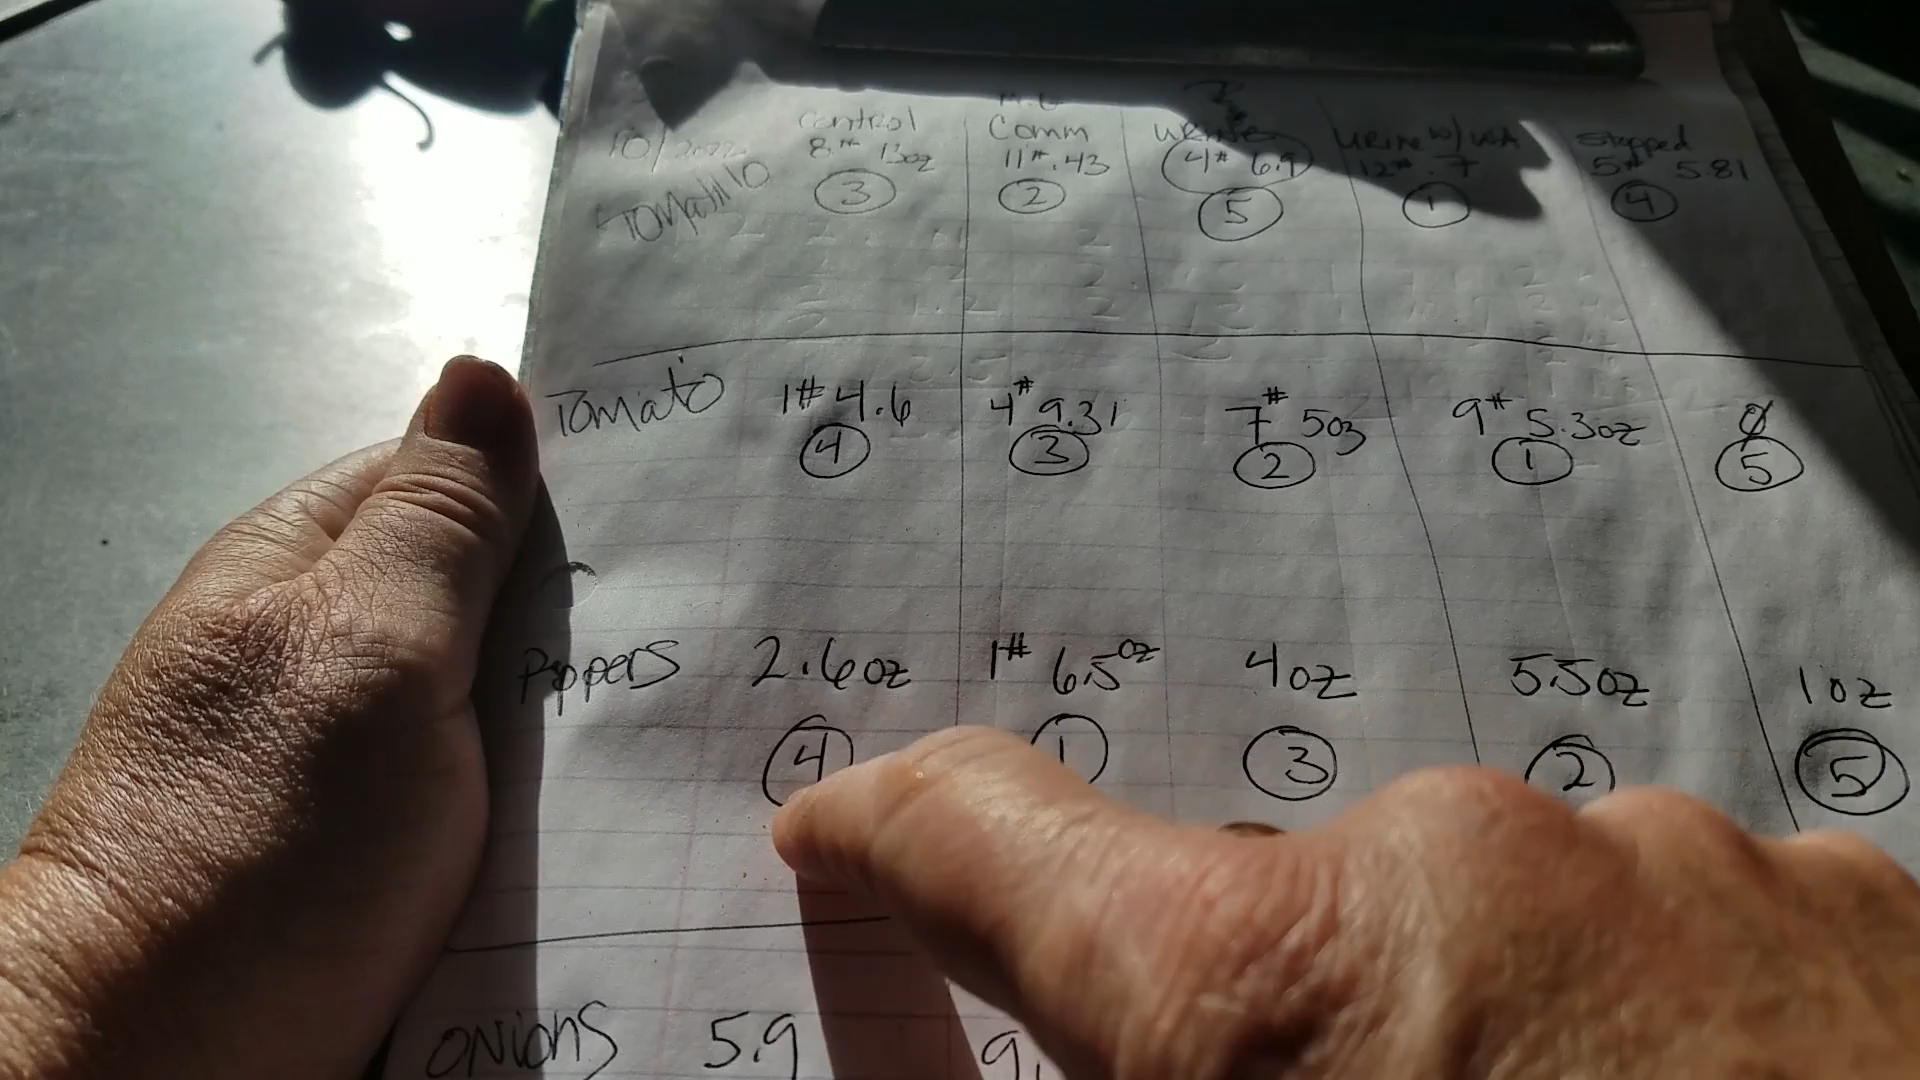 10/2022 control Comm urine urine w/ stopped
8# 13oz 11#.43 4# 6.9 12#.7 5# 5.81
Tomatillo 3 2 5 1 4
Tomato 1# 4.6 4# 9.31 7# 5oz 9# 5.3oz 0
4 3 2 1 5
Peppers 2.6oz 1# 6.5oz 4oz 5.5oz 1oz
4 1 3 2 5
Onions 5.9 9.